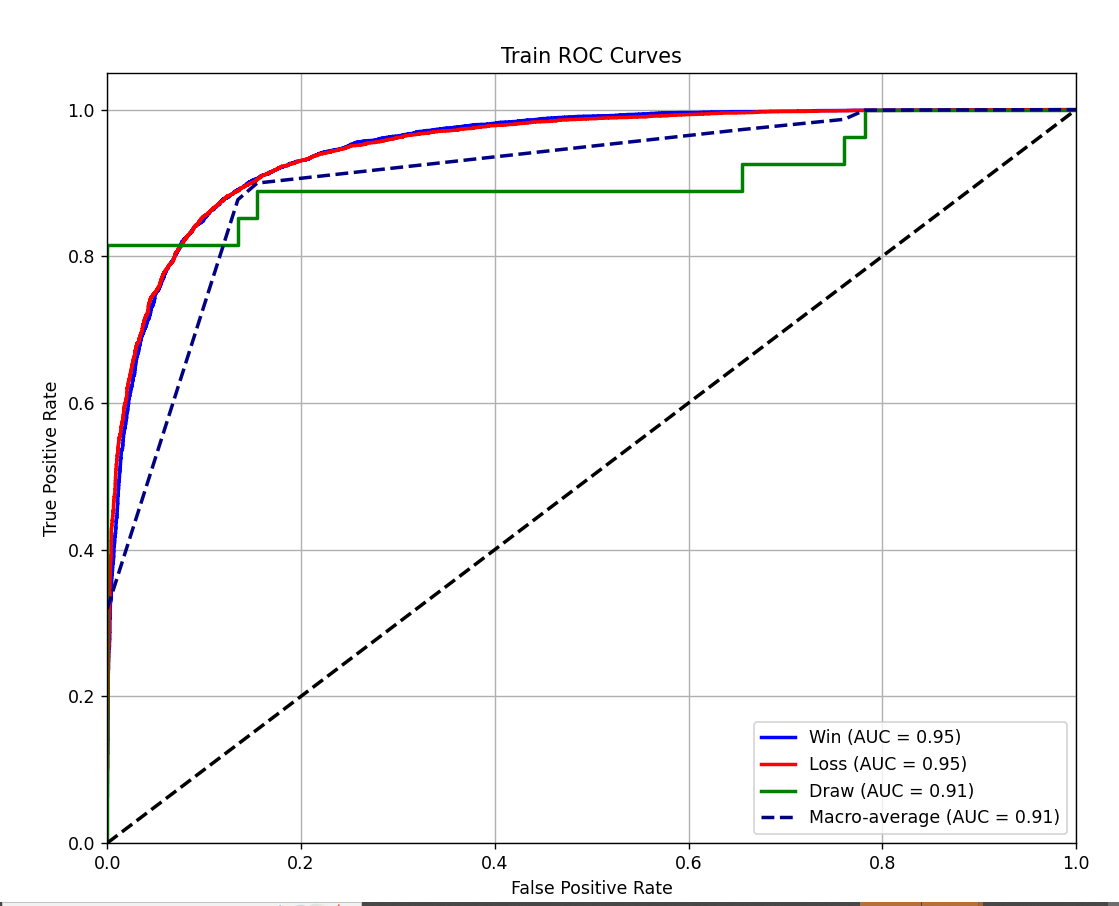 Train ROC Curves
1.0
0.8
0.6
0.4
0.2
0.0
True Positive Rate
Win (AUC = 0.95)
Loss (AUC = 0.95)
Draw (AUC = 0.91)
Macro-average (AUC = 0.91)
0.0 0.2 0.4 0.6 0.8 1.0
False Positive Rate